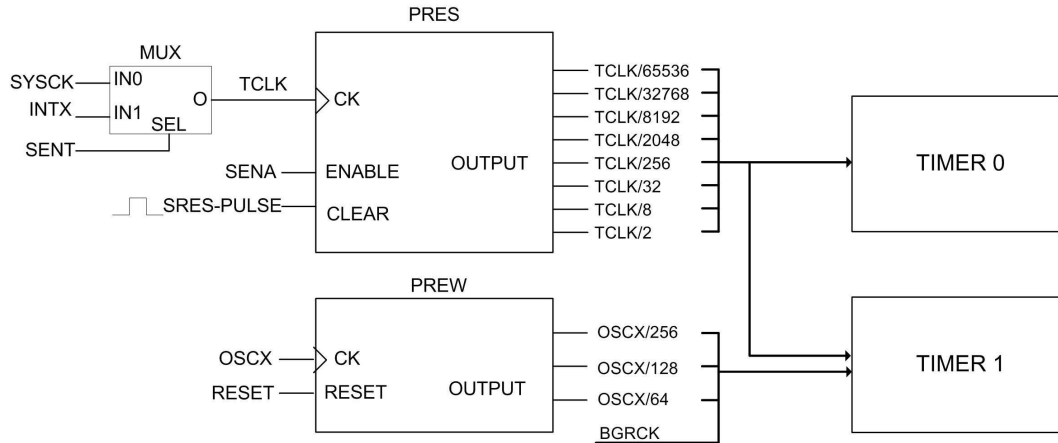 PRES
MUX
SYSCK
IN0
INTX
IN1
O
SEL
SENT
TCLK
CK
SENA
ENABLE
SRES-PULSE
CLEAR
OUTPUT
TCLK/65536
TCLK/32768
TCLK/8192
TCLK/2048
TCLK/256
TCLK/32
TCLK/8
TCLK/2
TIMER 0
PREW
OSCX
CK
RESET
RESET
OUTPUT
OSCX/256
OSCX/128
OSCX/64
BGRCK
TIMER 1